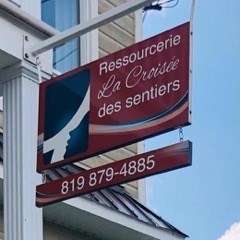 Ressourcerie
La Croisée
des sentiers
819 879-4885